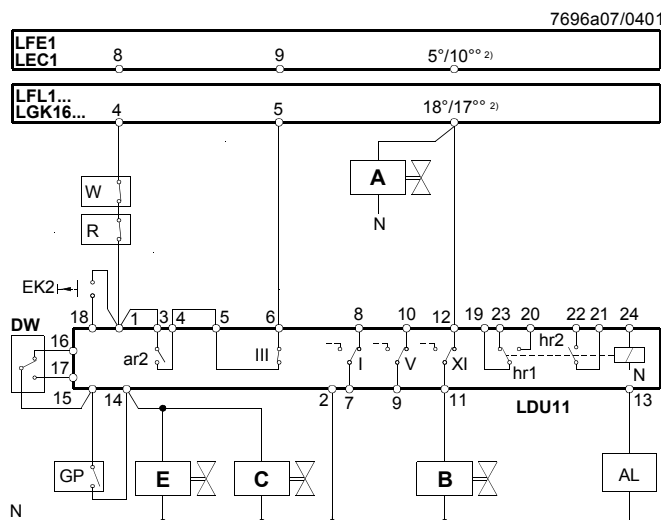 7696a07/0401
LFE1
LEC1 8 9 5°/10°° 2)
LFL1...
LGK16... 4 5 18°/17°° 2)
A
W
N
R
EK2
18 1 3 4 5 6 8 10 12 19 23 20 22 21 24
DW
16
ar2 III I V XI hr1 hr2 N
17
15 14 2 7 9 11 LDU11 13
GP E C B AL
N